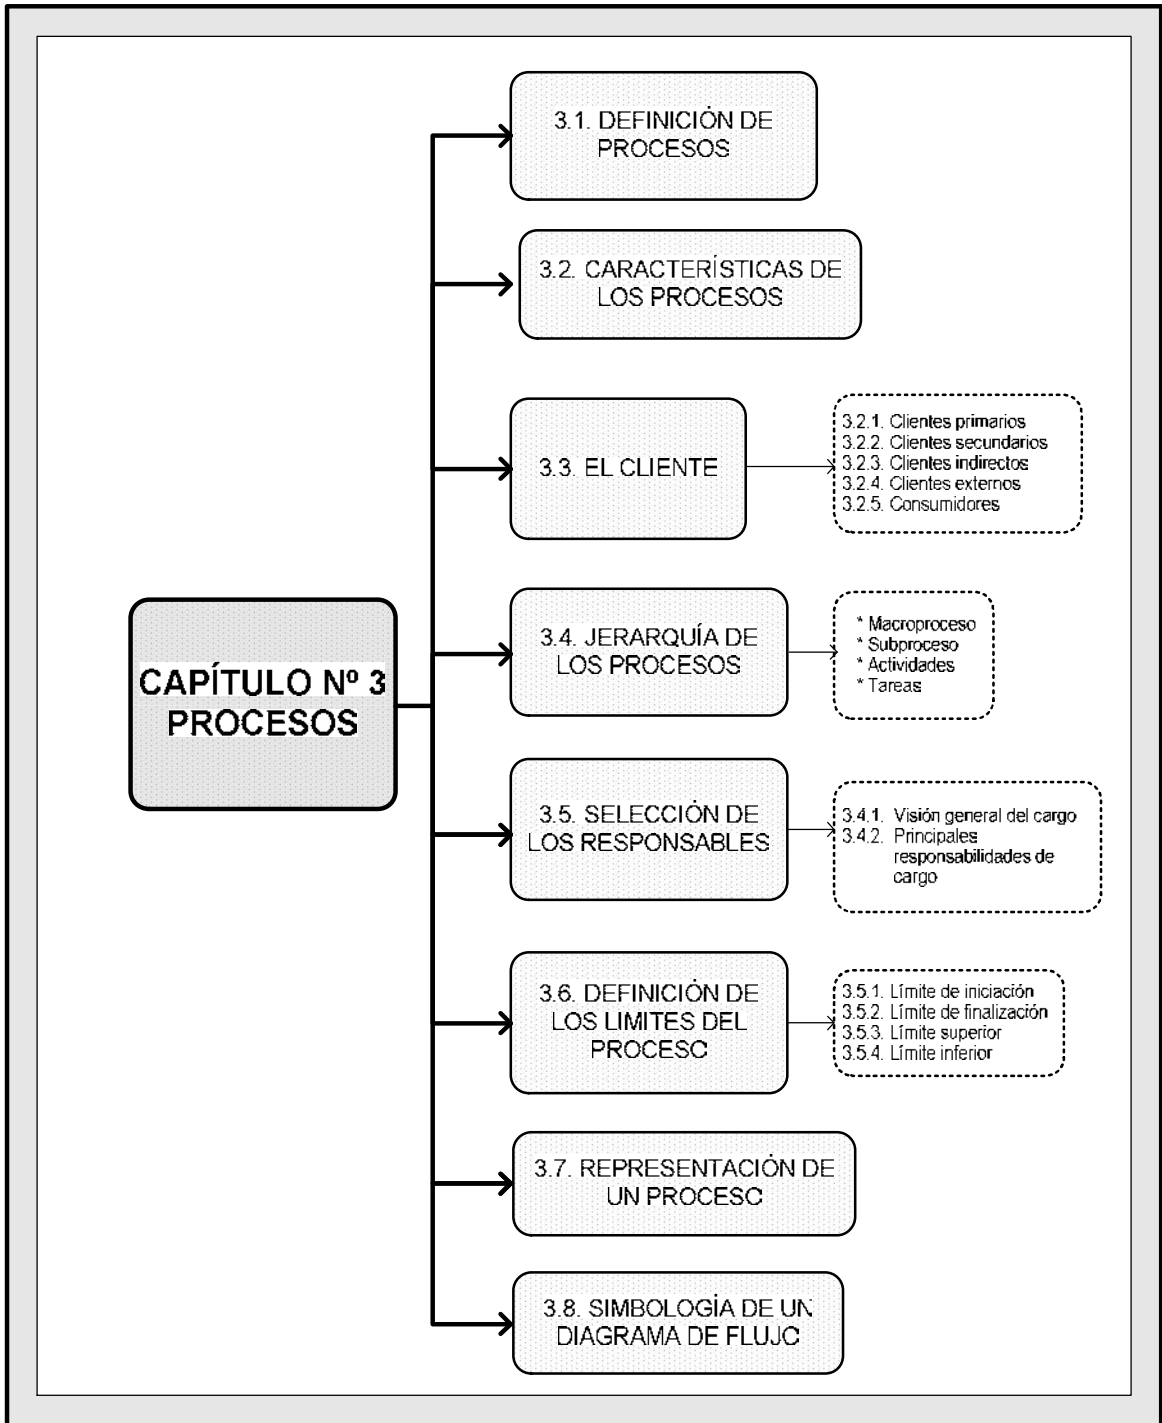 3.1. DEFINICIÓN DE
PROCESOS
3.2. CARACTERÍSTICAS DE
LOS PROCESOS
3.3. EL CLIENTE
3.2.1. Clientes primarios
3.2.2. Clientes secundarios
3.2.3. Clientes indirectos
3.2.4. Clientes externos
3.2.5. Consumidores
CAPÍTULO Nº 3
PROCESOS
3.4. JERARQUÍA DE
LOS PROCESOS
* Macroproceso
* Subproceso
* Actividades
* Tareas
3.5. SELECCIÓN DE
LOS RESPONSABLES
3.4.1. Visión general del cargo
3.4.2. Principales
responsabilidades de
cargo
3.6. DEFINICIÓN DE
LOS LIMITES DEL
PROCESO
3.5.1. Límite de iniciación
3.5.2. Límite de finalización
3.5.3. Límite superior
3.5.4. Límite inferior
3.7. REPRESENTACIÓN DE
UN PROCESO
3.8. SIMBOLOGÍA DE UN
DIAGRAMA DE FLUJO